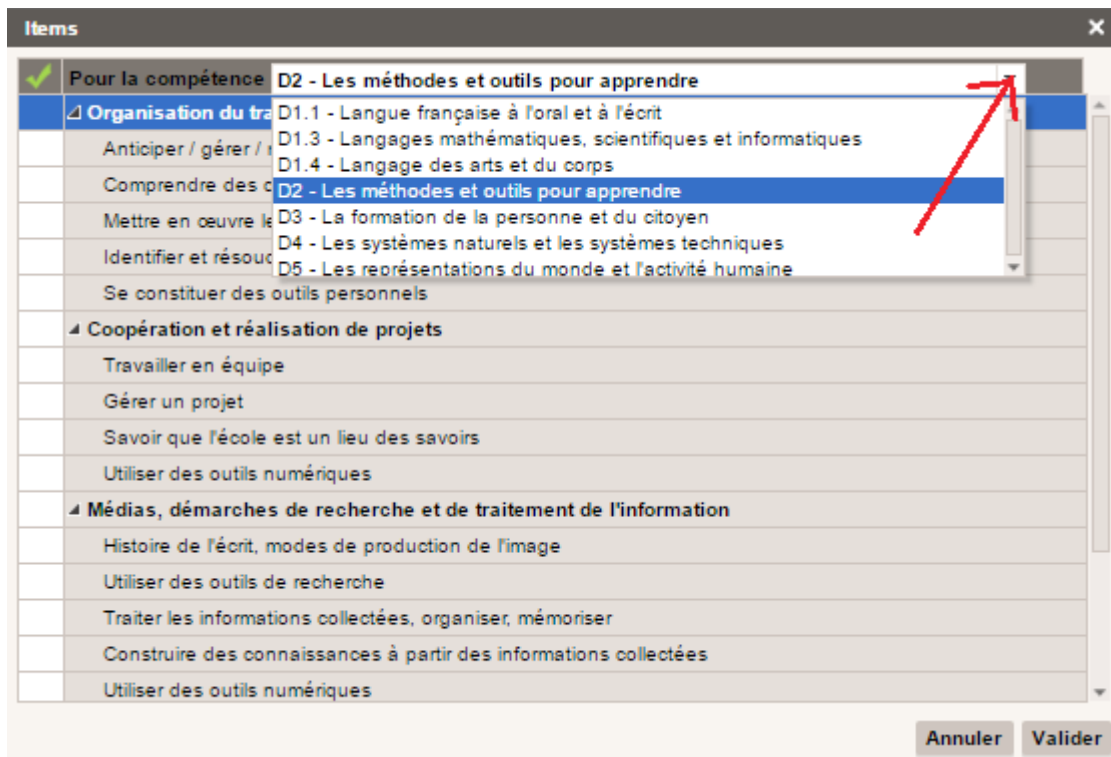 Items
Pour la compétence D2 - Les méthodes et outils pour apprendre
D1.1 - Langue française à l'oral et à l'écrit
D1.3 - Langages mathématiques, scientifiques et informatiques
D1.4 - Langage des arts et du corps
D2 - Les méthodes et outils pour apprendre
D3 - La formation de la personne et du citoyen
D4 - Les systèmes naturels et les systèmes techniques
D5 - Les représentations du monde et l'activité humaine
Organisation du
Anticiper / gérer /
Comprendre des
Mettre en œuvre
Identifier et
Se constituer des outils personnels
Coopération et réalisation de projets
Travailler en équipe
Gérer un projet
Savoir que l'école est un lieu des savoirs
Utiliser des outils numériques
Médias, démarches de recherche et de traitement de l'information
Histoire de l'écrit, modes de production de l'image
Utiliser des outils de recherche
Traiter les informations collectées, organiser, mémoriser
Construire des connaissances à partir des informations collectées
Utiliser des outils numériques
Annuler Valider